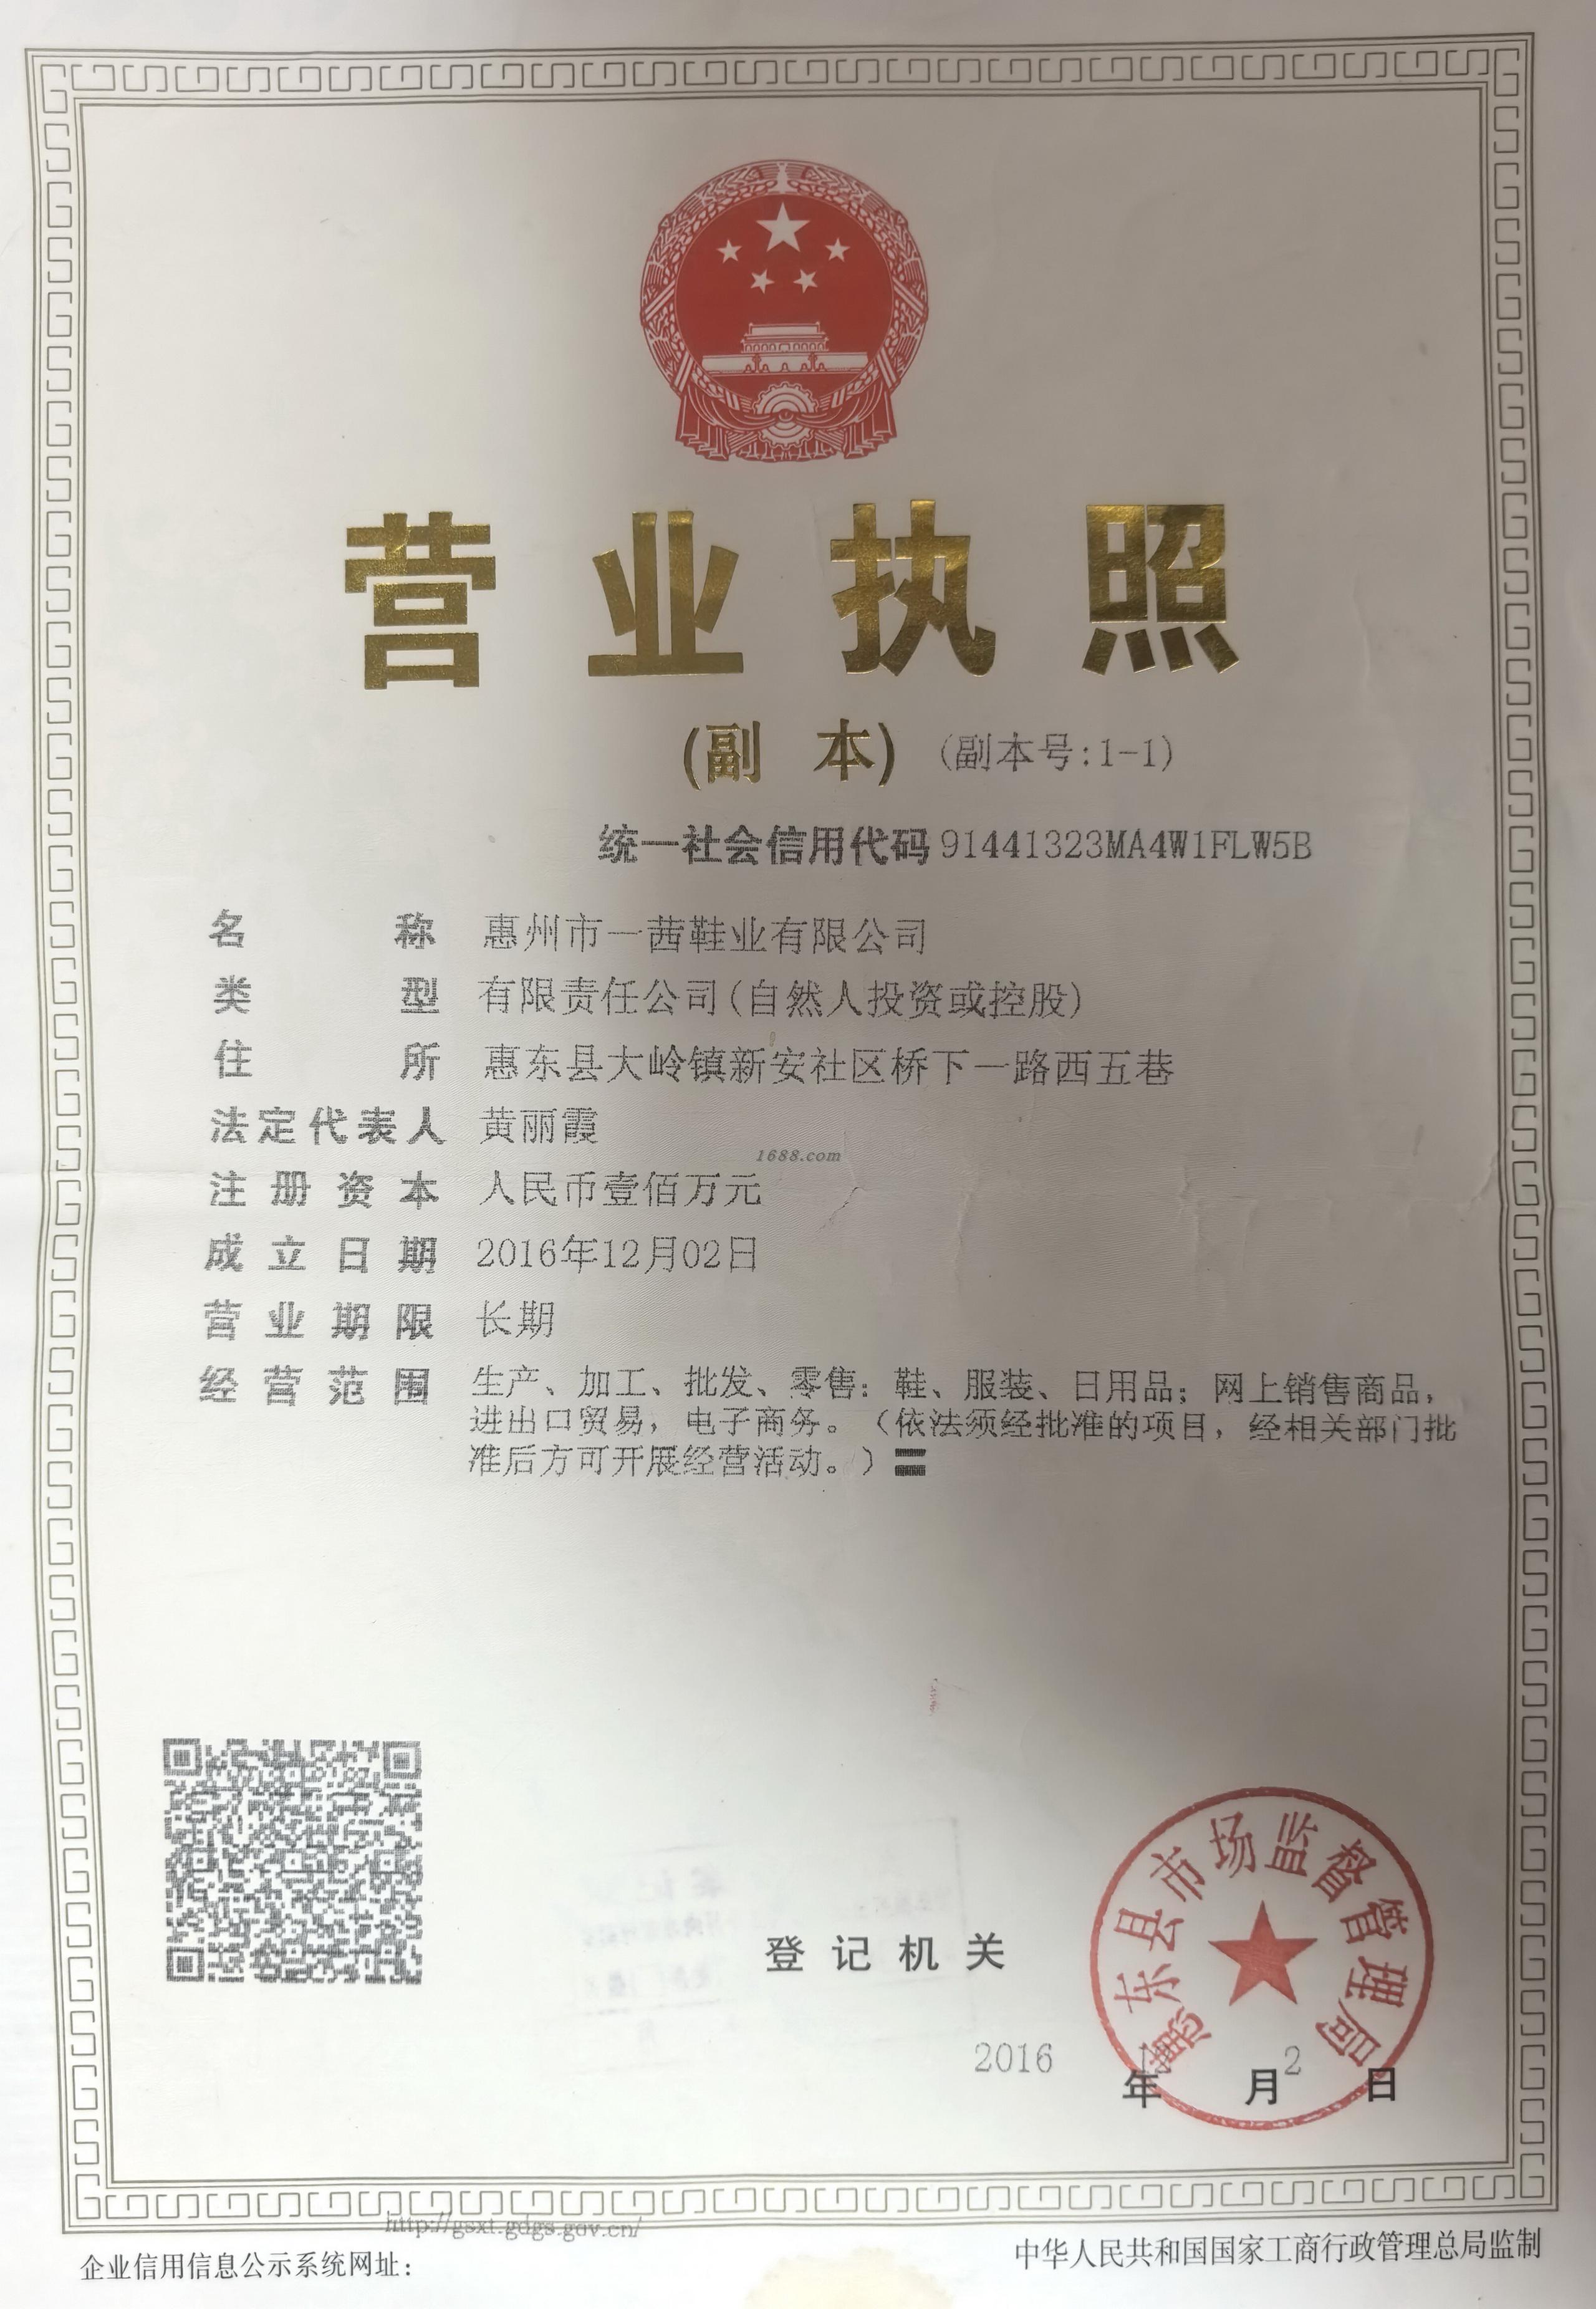 营业执照
(副 本) (副本号:1-1)
统一社会信用代码 91441323MA4W1FLW5B
名 称 惠州市一茜鞋业有限公司
类 型 有限责任公司(自然人投资或控股)
住 所 惠东县大岭镇新安社区桥下一路西五巷
法定代表人 黄丽霞
1688.com
注册资本 人民币壹佰万元
成立日期 2016年12月02日
营业期限 长期
经营范围 生产、加工、批发、零售：鞋、服装、日用品；网上销售商品，
进出口贸易，电子商务。（依法须经批准的项目，经相关部门批
准后方可开展经营活动。）
惠东县市场监督管理局
登记机关
2016 年 月 2 日
http://gsxt.gdgs.gov.cn/
企业信用信息公示系统网址：
中华人民共和国国家工商行政管理总局监制